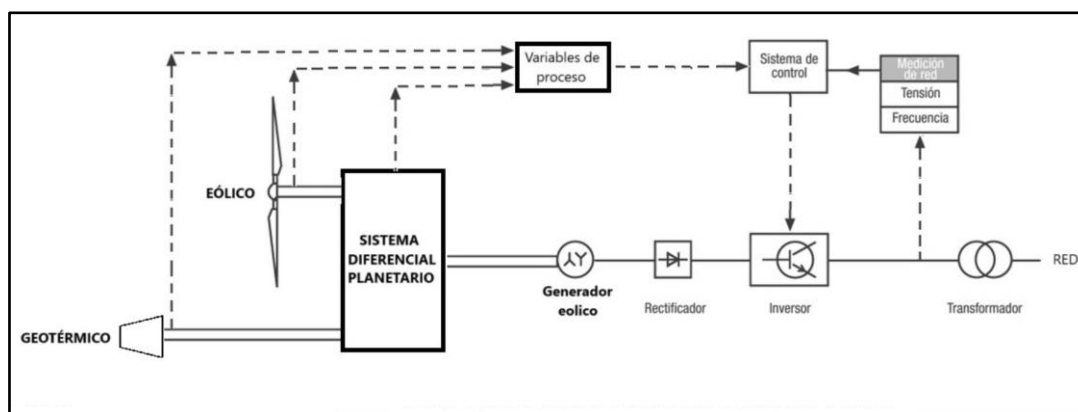 Variables de
proceso
Sistema de
control
Medición
de red
Tensión
Frecuencia
EÓLICO
SISTEMA
DIFERENCIAL
PLANETARIO
RED
Generador
eolico
Rectificador
Inversor
Transformador
GEOTÉRMICO